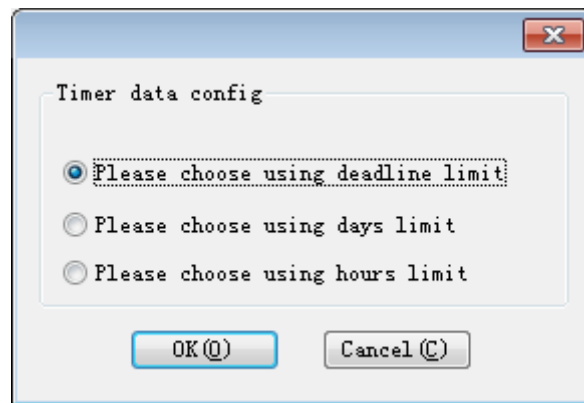 Timer data config
Please choose using deadline limit
Please choose using days limit
Please choose using hours limit
OK(O)
Cancel(C)